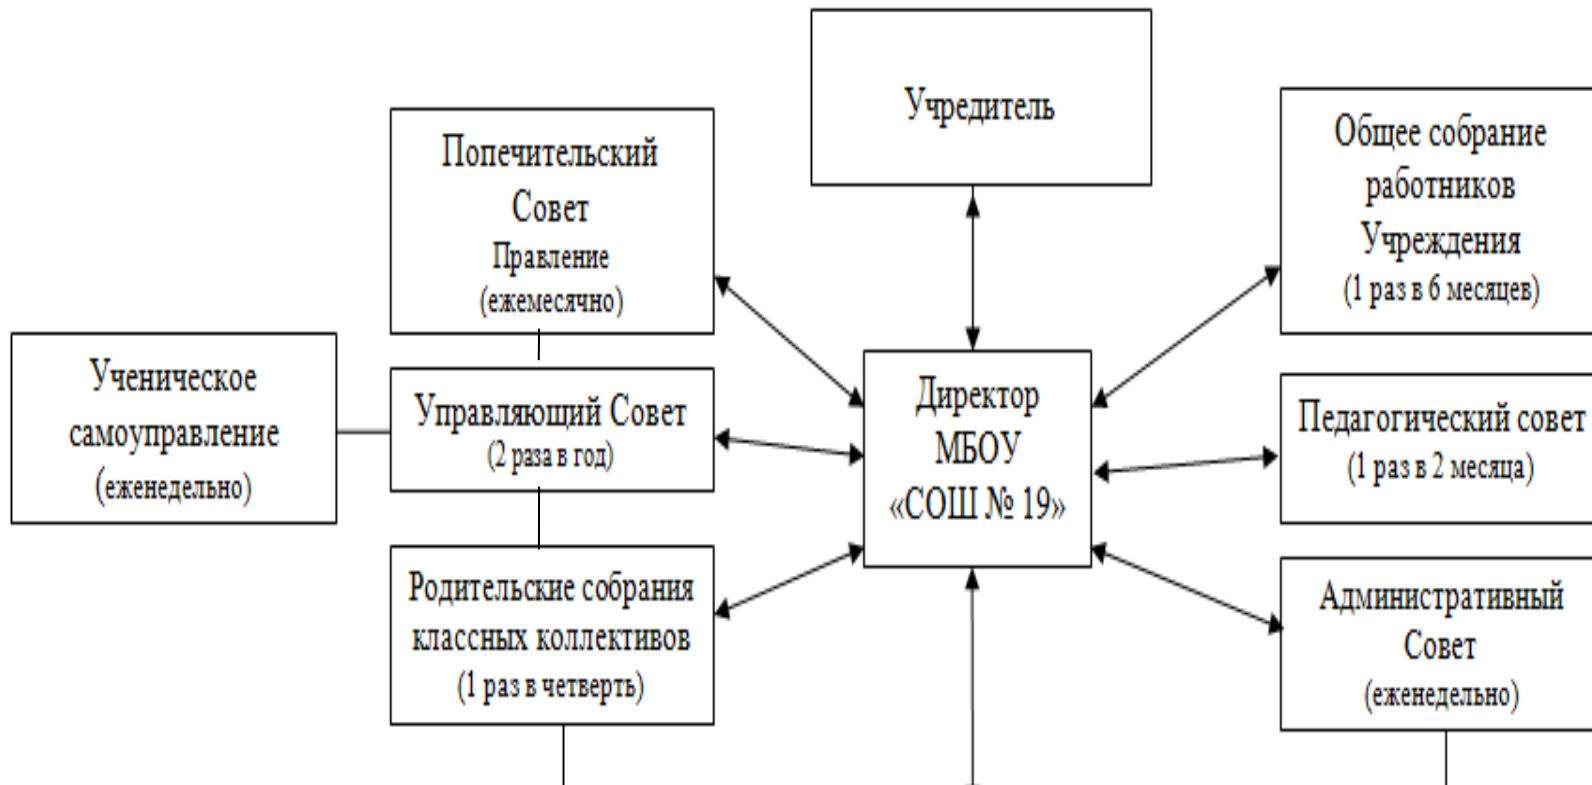 Учредитель
Попечительский
Совет
Правление
(ежемесячно)
Общее собрание
работников
Учреждения
(1 раз в 6 месяцев)
Ученическое
самоуправление
(еженедельно)
Управляющий Совет
(2 раза в год)
Директор
МБОУ
«СОШ № 19»
Педагогический совет
(1 раз в 2 месяца)
Родительские собрания
классных коллективов
(1 раз в четверть)
Административный
Совет
(еженедельно)